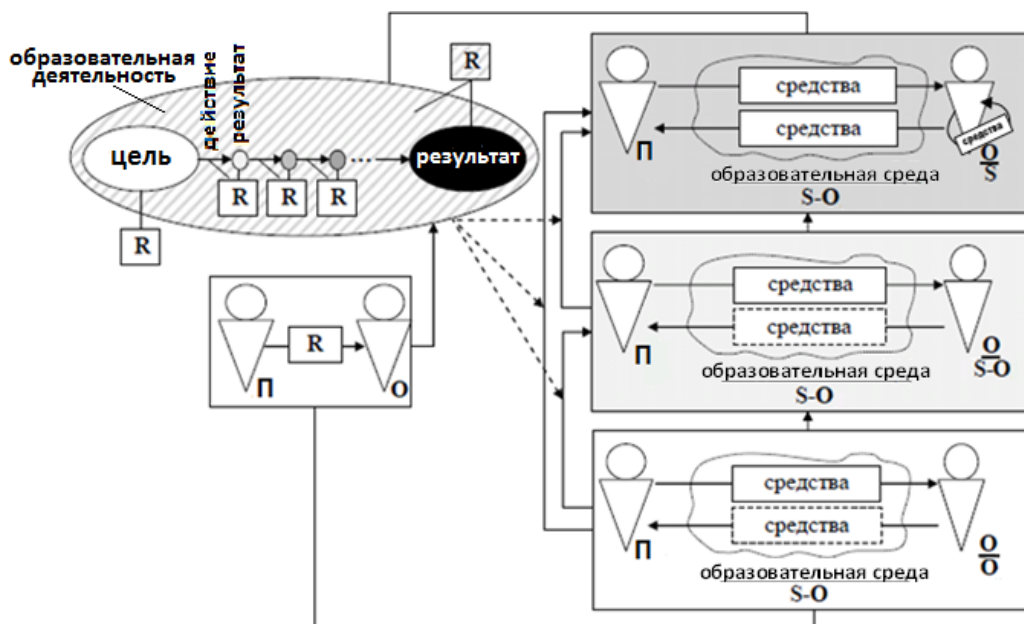 образовательная
деятельность
действие
результат
цель
результат
R
R
R
R
R
R
П
О
средства
средства
средства
П
О
S
образовательная среда
S-O
средства
средства
П
О
S-O
образовательная среда
S-O
средства
средства
П
О
О
образовательная среда
S-O